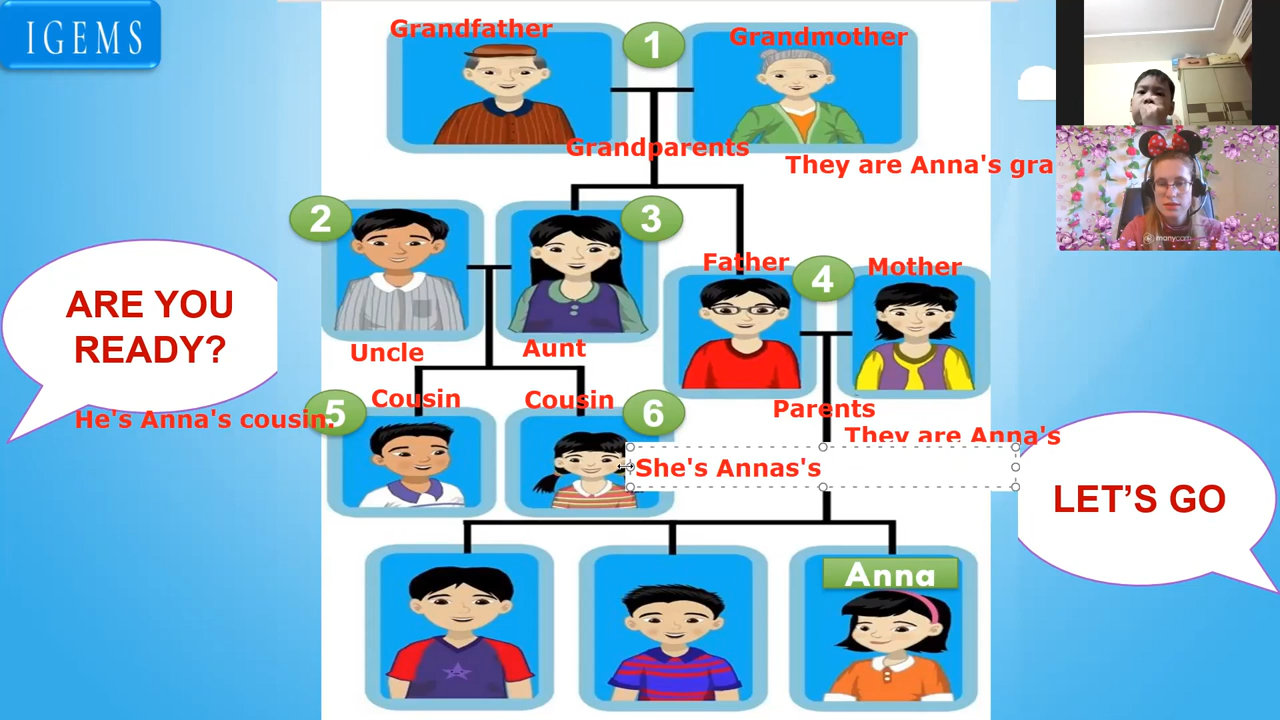 IGEMS
Grandfather
1
Grandmother
Grandparents
They are Anna's gra
2
3
Father
4
Mother
ARE YOU
READY?
Uncle
Aunt
5
Cousin
Cousin
6
He's Anna's cousin.
Parents
They are Anna's
She's Annas's
LET’S GO
Anna
manycam